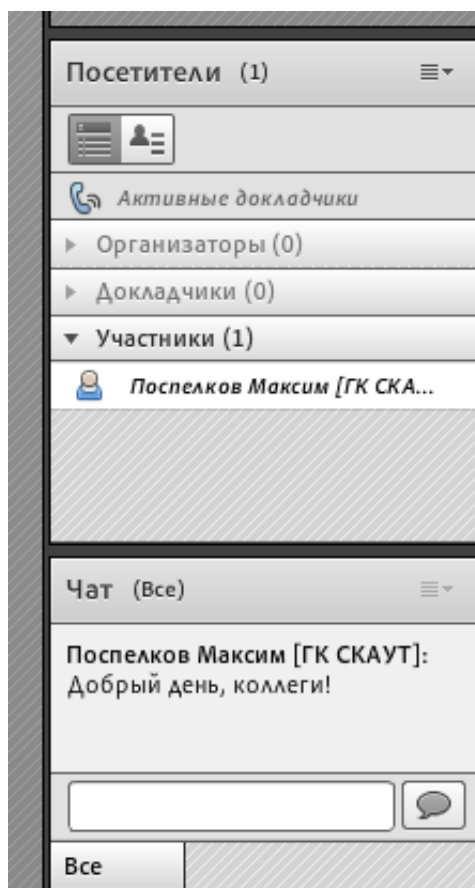 Посетители (1)
Активные докладчики
Организаторы (0)
Докладчики (0)
Участники (1)
Поспелков Максим [ГК СКА...
Чат (Все)
Поспелков Максим [ГК СКАУТ]:
Добрый день, коллеги!
Все